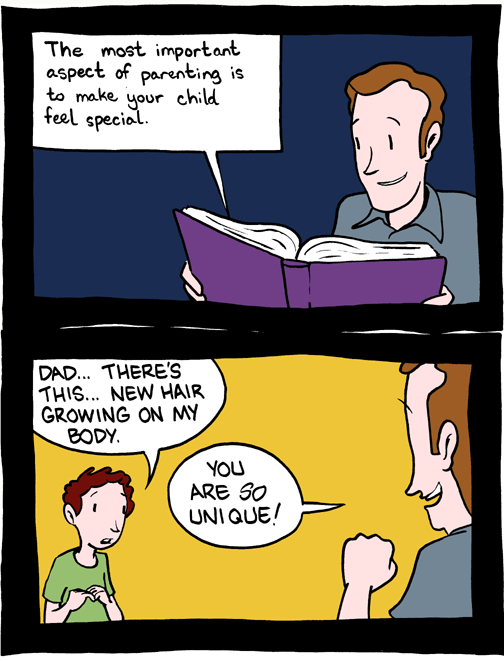 The most important
aspect of parenting is
to make your child
feel special.
DAD... THERE'S
THIS... NEW HAIR
GROWING ON MY
BODY.
YOU
ARE SO
UNIQUE!